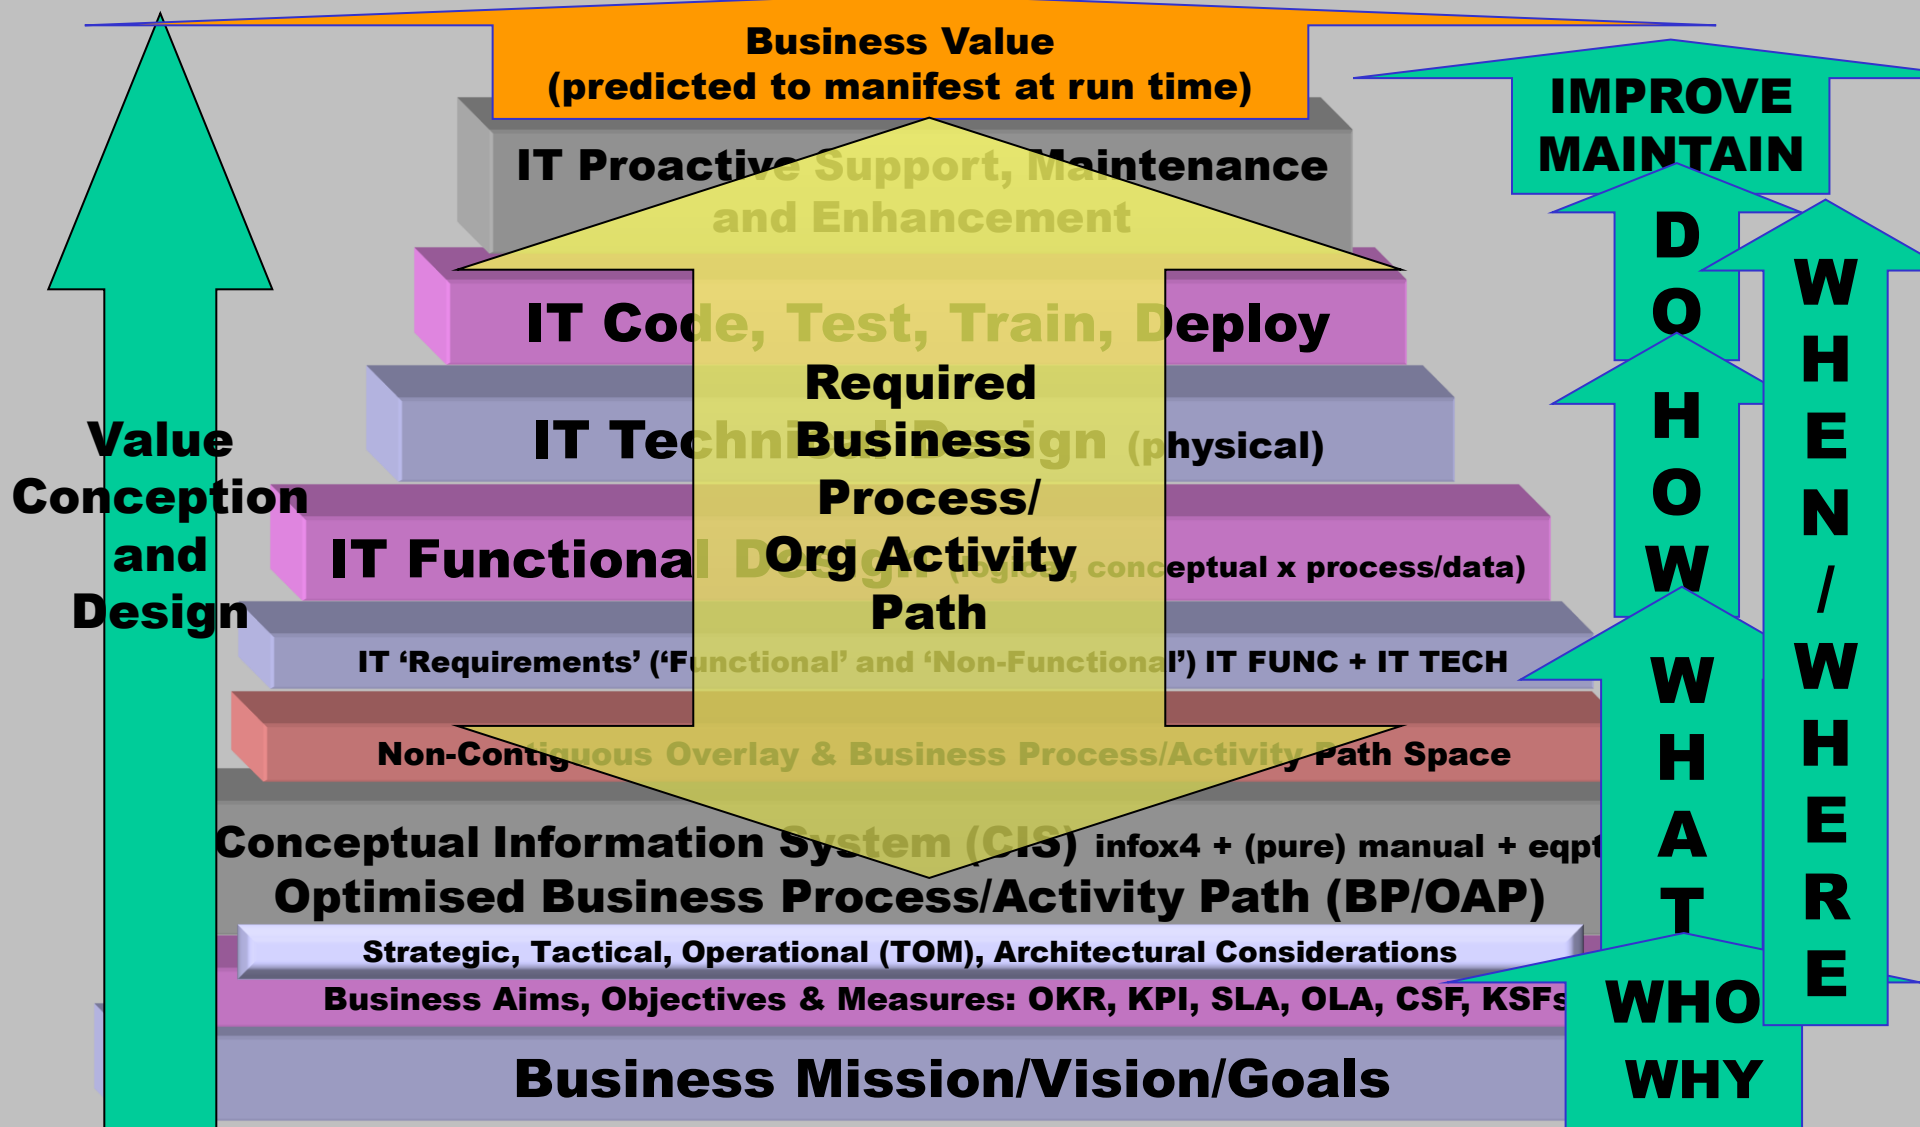 Business Value
(predicted to manifest at run time)
IT Proactive Support, Maintenance
and Enhancement
IT Code, Test, Train, Deploy
IT Technical Design (physical)
IT Functional Design (logical, conceptual x process/data)
IT ‘Requirements’ (‘Functional’ and ‘Non-Functional’) IT FUNC + IT TECH
Non-Contiguous Overlay & Business Process/Activity Path Space
Conceptual Information System (CIS) infox4 + (pure) manual + eqpt
Optimised Business Process/Activity Path (BP/OAP)
Strategic, Tactical, Operational (TOM), Architectural Considerations
Business Aims, Objectives & Measures: OKR, KPI, SLA, OLA, CSF, KSFs
Business Mission/Vision/Goals
Required
Business
Process/
Org Activity
Path
Value
Conception
and
Design
IMPROVE
MAINTAIN
DO
HOW
WHAT
WHO
WHY
WHEN/WHERE